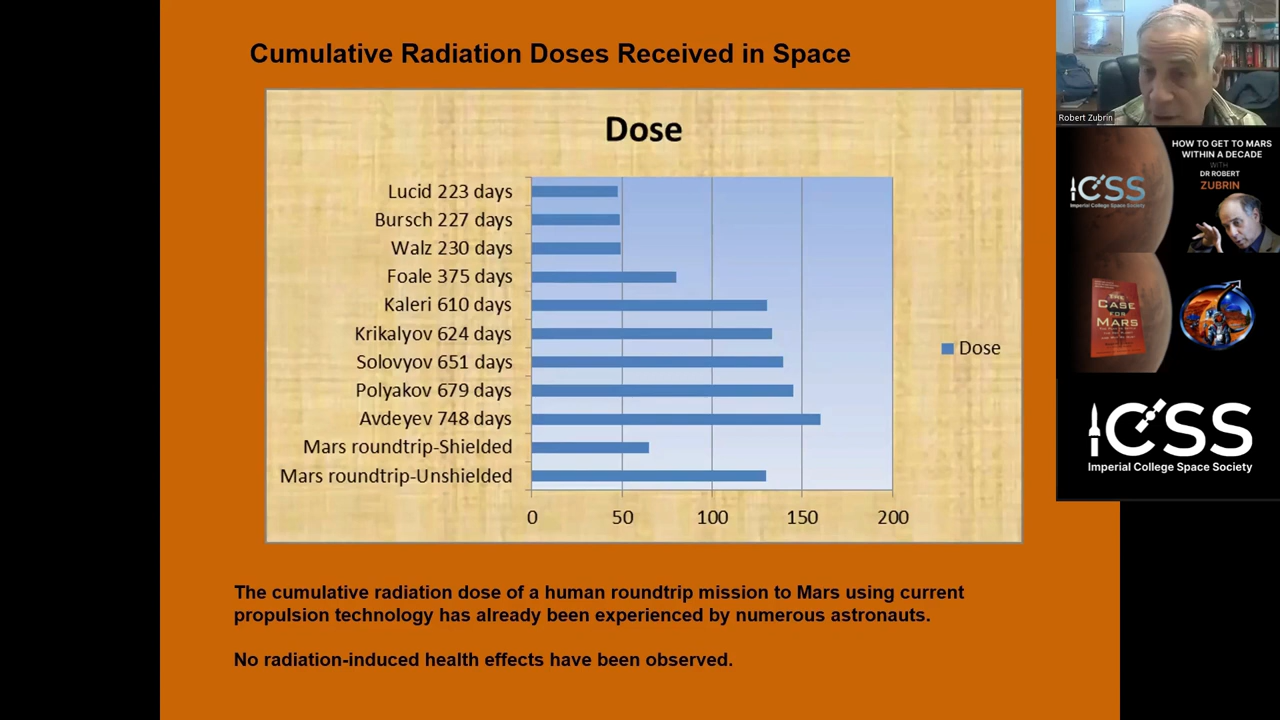 Cumulative Radiation Doses Received in Space
Dose
Lucid 223 days
Bursch 227 days
Walz 230 days
Foale 375 days
Kaleri 610 days
Krikalyov 624 days
Solovyov 651 days
Polyakov 679 days
Avdeyev 748 days
Mars roundtrip-Shielded
Mars roundtrip-Unshielded
0 50 100 150 200
Dose
The cumulative radiation dose of a human roundtrip mission to Mars using current
propulsion technology has already been experienced by numerous astronauts.
No radiation-induced health effects have been observed.
Robert Zubrin
HOW TO GET TO MARS
WITHIN A DECADE
WITH
DR ROBERT
ZUBRIN
ICSS
Imperial College Space Society
THE
CASE
FOR
MARS
ICSS
Imperial College Space Society